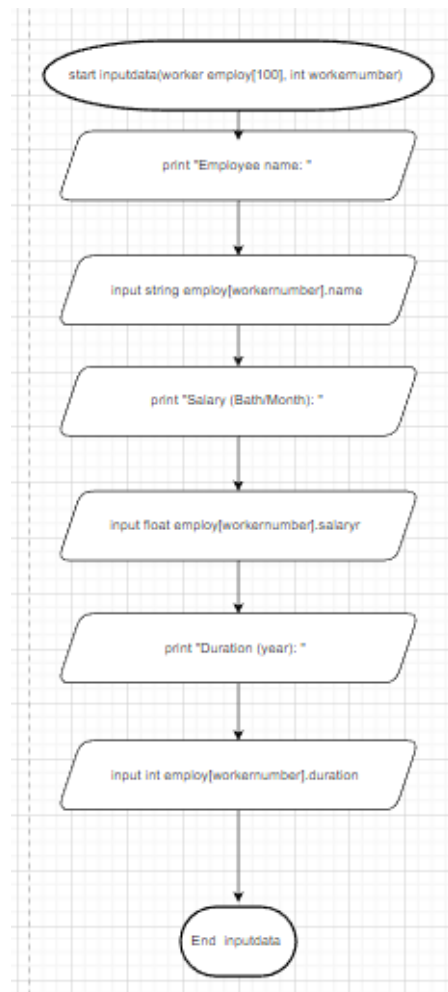 start inputdata(worker employ[100], int workernumber)
print "Employee name: "
input string employ[workernumber].name
print "Salary (Bath/Month): "
input float employ[workernumber].salaryr
print "Duration (year): "
input int employ[workernumber].duration
End inputdata